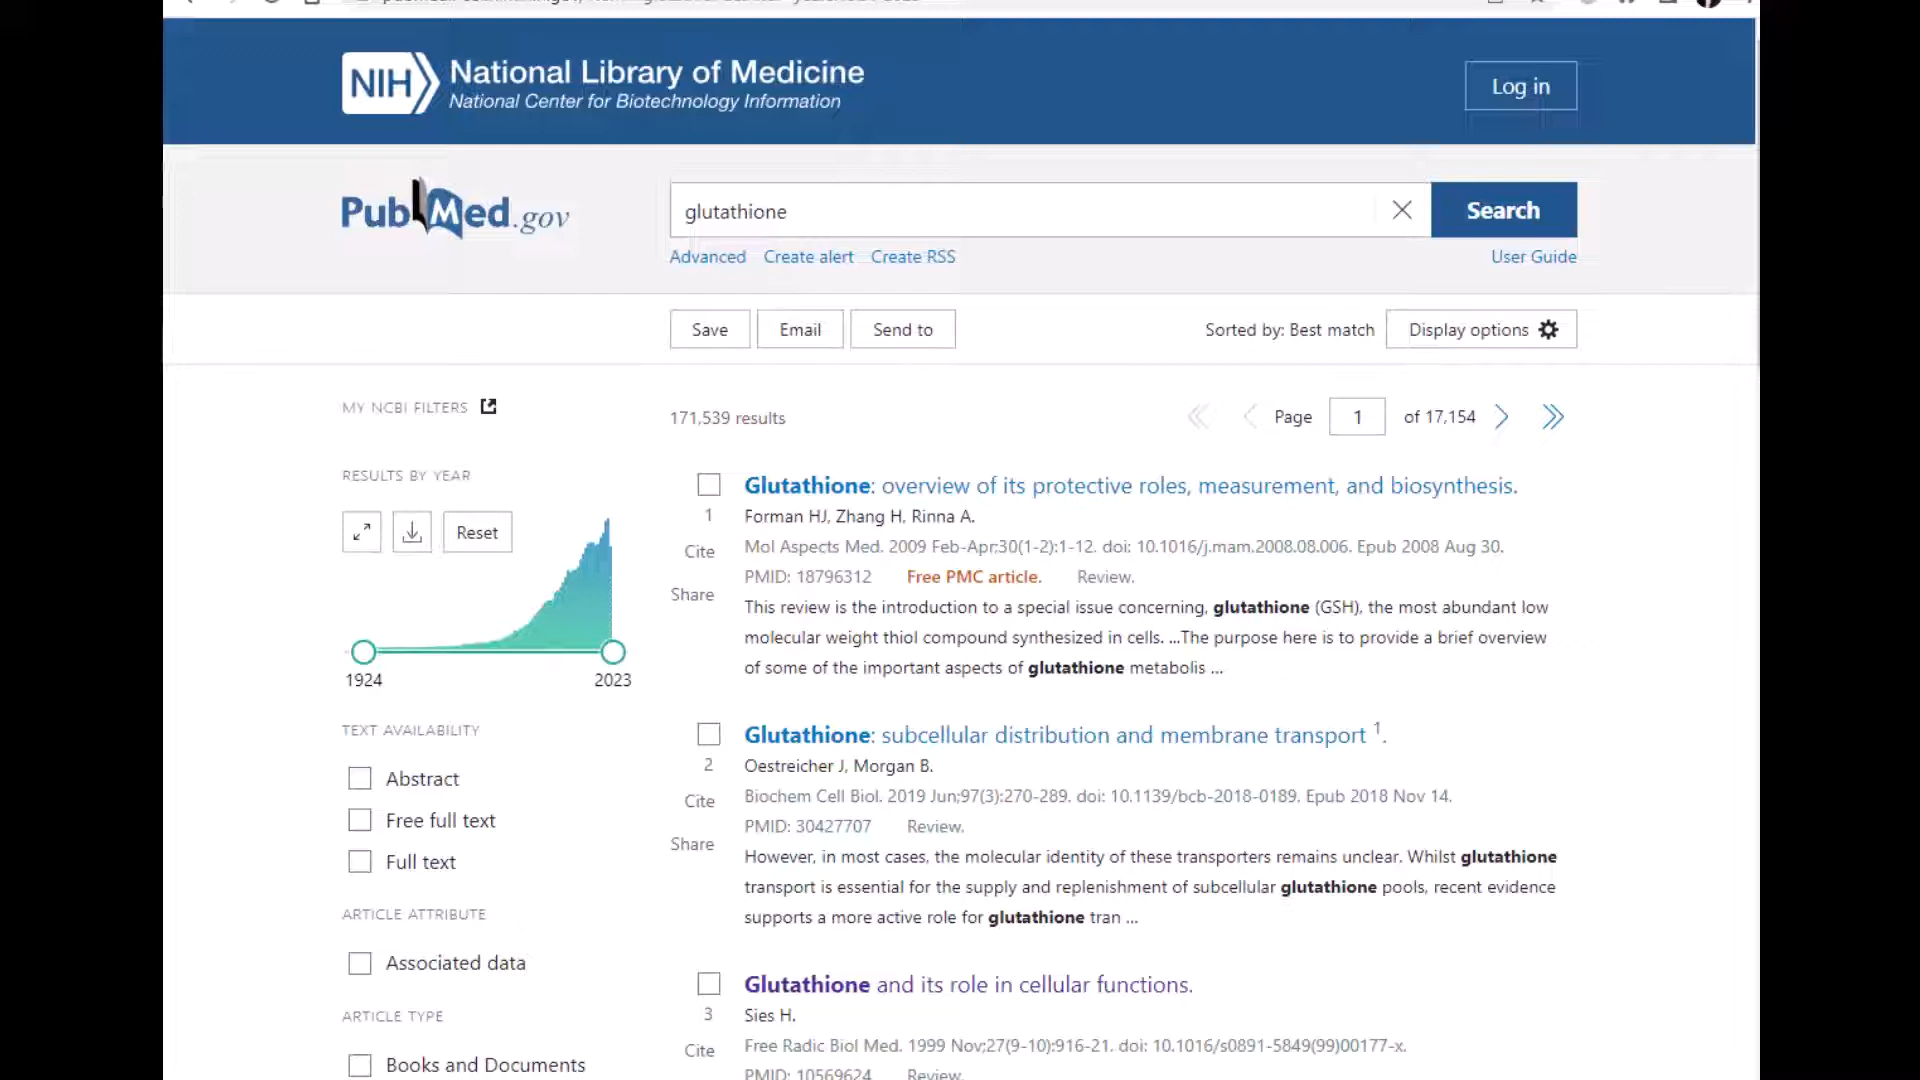 NIH National Library of Medicine
National Center for Biotechnology Information
Log in
PubMed.gov
glutathione
Search
Advanced Create alert Create RSS
User Guide
Save Email Send to
Sorted by: Best match Display options
MY NCBI FILTERS
171,539 results
Page 1 of 17,154
RESULTS BY YEAR
Reset
1924 2023
TEXT AVAILABILITY
Abstract
Free full text
Full text
ARTICLE ATTRIBUTE
Associated data
ARTICLE TYPE
Books and Documents
Glutathione: overview of its protective roles, measurement, and biosynthesis.
1
Cite
Share
Forman HJ, Zhang H, Rinna A.
Mol Aspects Med. 2009 Feb-Apr;30(1-2):1-12. doi: 10.1016/j.mam.2008.08.006. Epub 2008 Aug 30.
PMID: 18796312 Free PMC article. Review.
This review is the introduction to a special issue concerning, glutathione (GSH), the most abundant low
molecular weight thiol compound synthesized in cells. ...The purpose here is to provide a brief overview
of some of the important aspects of glutathione metabolis ...
Glutathione: subcellular distribution and membrane transport 1.
2
Cite
Share
Oestreicher J, Morgan B.
Biochem Cell Biol. 2019 Jun;97(3):270-289. doi: 10.1139/bcb-2018-0189. Epub 2018 Nov 14.
PMID: 30427707 Review.
However, in most cases, the molecular identity of these transporters remains unclear. Whilst glutathione
transport is essential for the supply and replenishment of subcellular glutathione pools, recent evidence
supports a more active role for glutathione tran ...
Glutathione and its role in cellular functions.
3
Cite
Sies H.
Free Radic Biol Med. 1999 Nov;27(9-10):916-21. doi: 10.1016/s0891-5849(99)00177-x.
PMID: 10569624 Review.